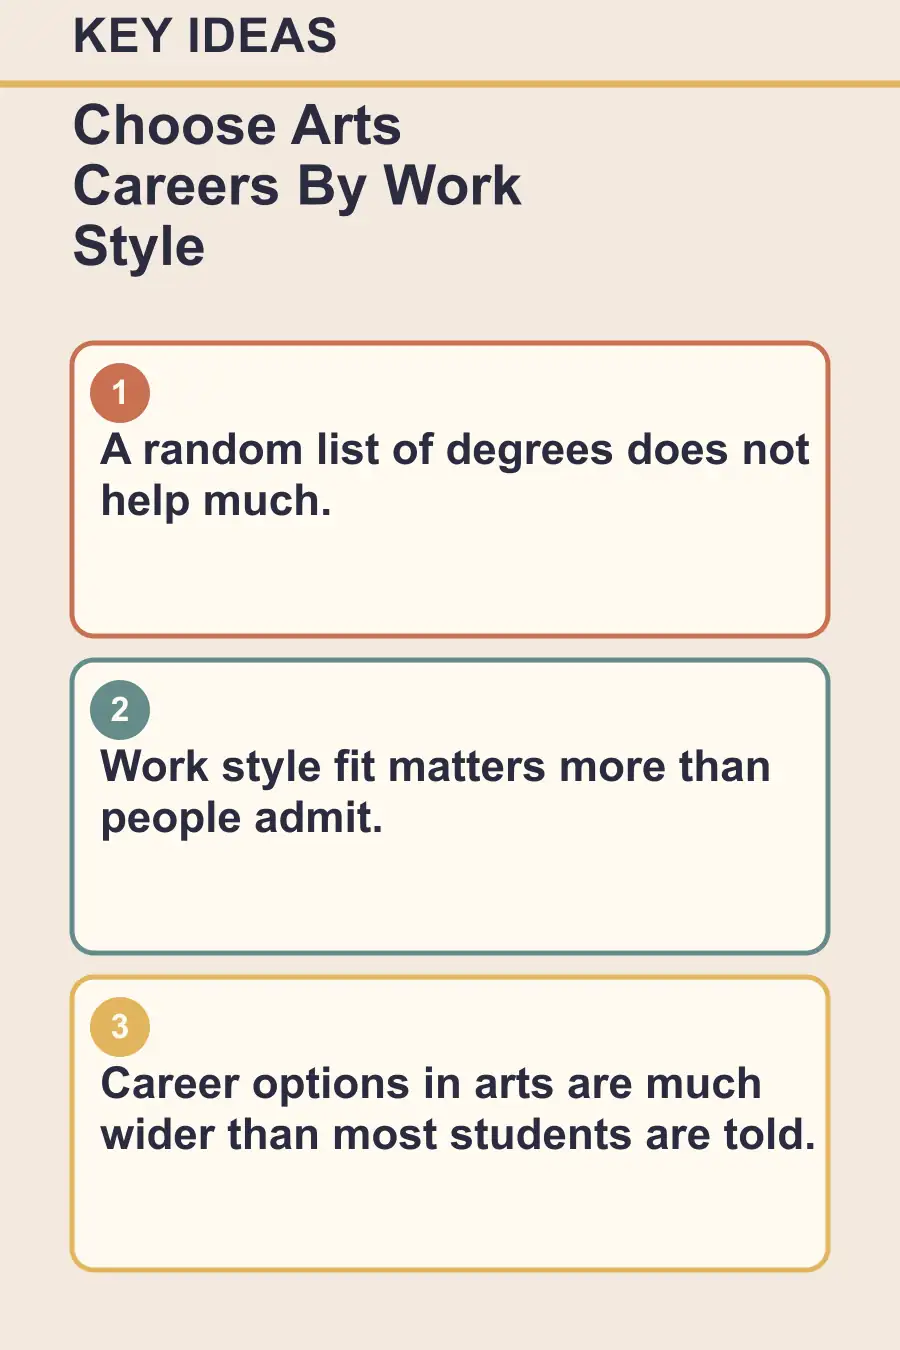 KEY IDEAS
Choose Arts
Careers By Work
Style
1
A random list of degrees does not
help much.
2
Work style fit matters more than
people admit.
3
Career options in arts are much
wider than most students are told.